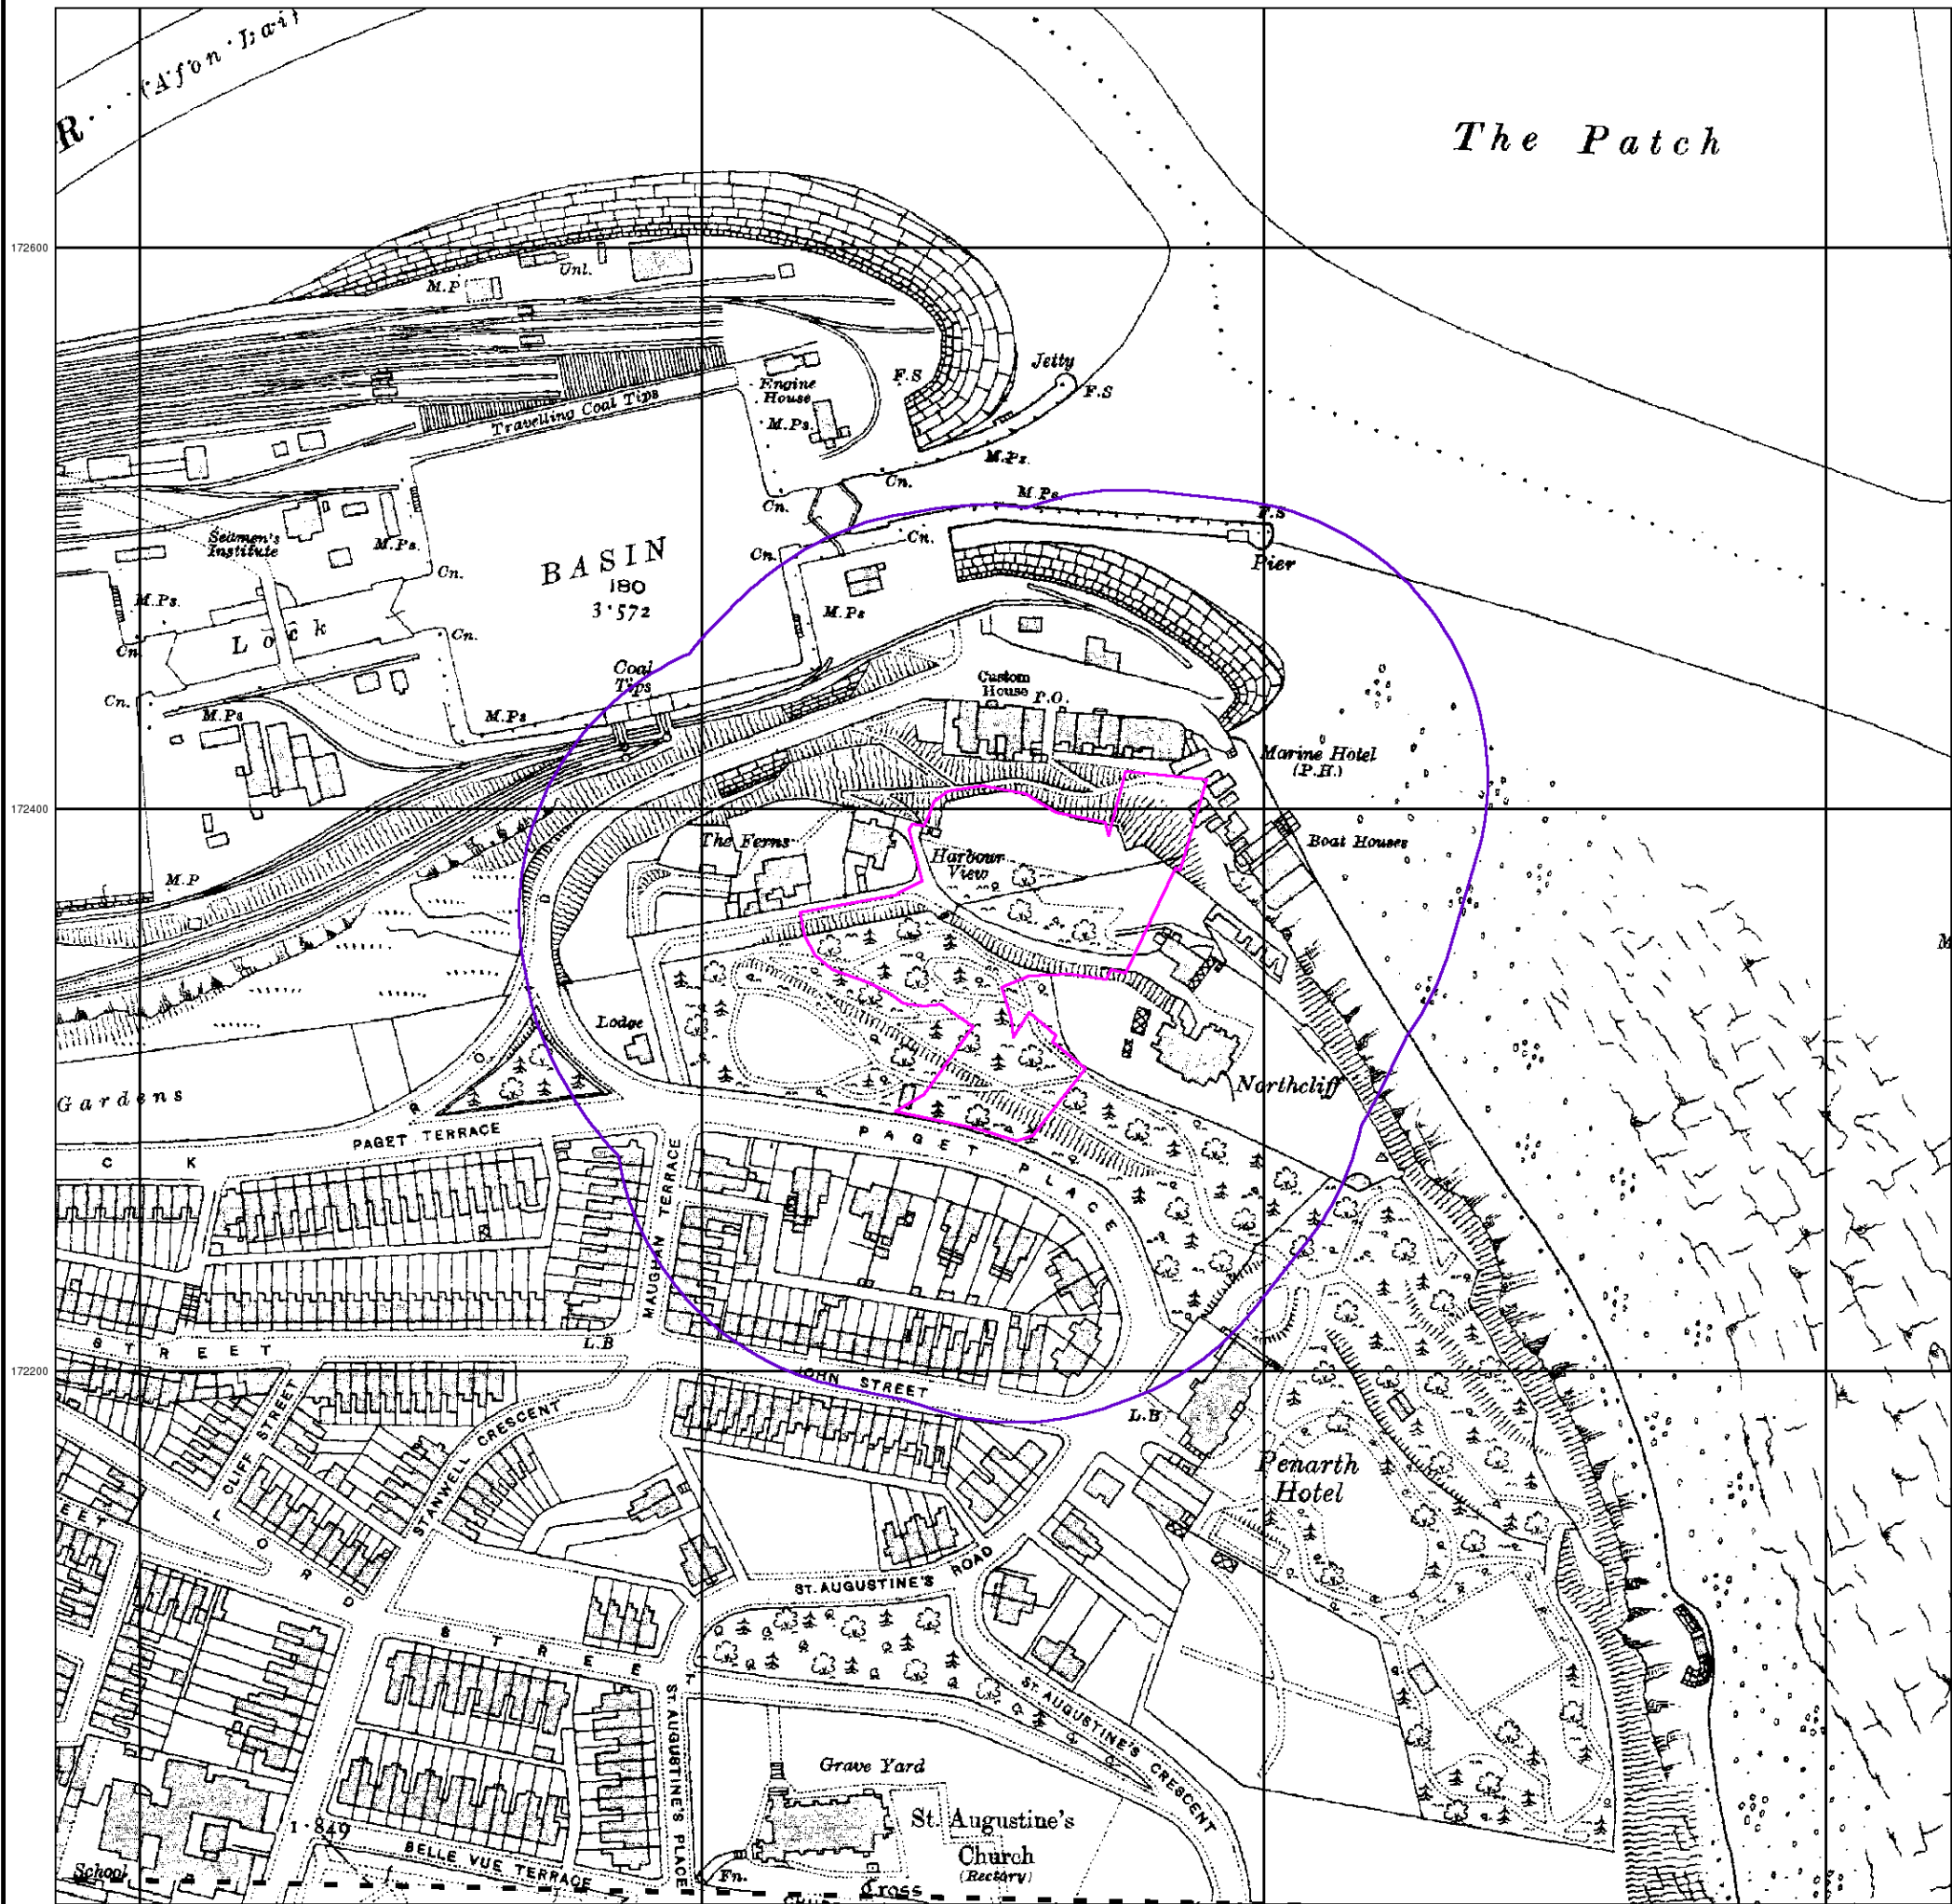 R. (Afon Lai
The Patch
172600
Unl.
M.P
Jetty
F.S
F.S
Engine
House
M.Ps.
Travelling Coal Tips
M.Ps.
Cn.
Cn.
M.Ps.
F.S
Pier
Seamen's
Institute
M.Ps.
Cn.
BASIN
180
3·572
Cn.
Cn.
M.Ps
M.Ps.
Lock
Cn.
Cn.
Cn.
Coal
Tips
M.Ps
M.Ps
Custom
House
P.O.
Marine Hotel
(P.H.)
172400
The Ferns
Harbour
View
Boat Houses
M.P
Lodge
Northcliff
Gardens
PAGET TERRACE
PAGET PLACE
C K
MAUGHAN TERRACE
STREET
L.B
172200
JOHN STREET
L.B
CLIFF STREET
STANWELL CRESCENT
Penarth
Hotel
EET
LORD
ST. AUGUSTINE'S ROAD
STREET
ST. AUGUSTINE'S PLACE
ST. AUGUSTINE'S CRESCENT
Grave Yard
St. Augustine's
Church
(Rectory)
1·849
BELLE VUE TERRACE
School
Fn.
Cross
M